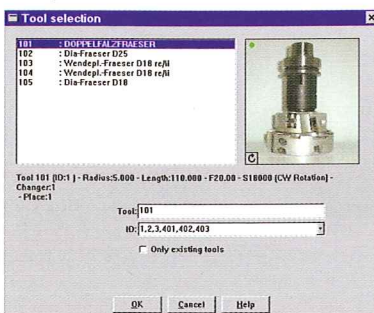 Tool selection
101 : DOPPELFALZFRAESER
102 : Dia-Fraeser D25
103 : Wendepl.-Fraeser D18 re/li
104 : Wendepl.-Fraeser D18 re/li
105 : Dia-Fraeser D18
Tool 101 (ID:1 ) - Radius:5.000 - Length:110.000 - F20.00 - S18000 (CW Rotation) -
Changer:1
- Place:1
Tool: 101
ID: 1,2,3,401,402,403
Only existing tools
OK Cancel Help